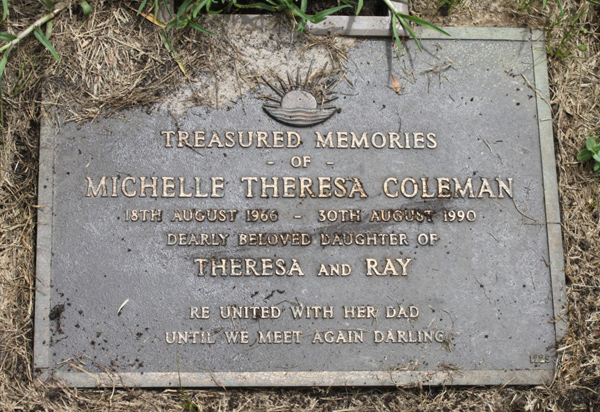 TREASURED MEMORIES
- OF -
MICHELLE THERESA COLEMAN
18TH AUGUST 1966 - 30TH AUGUST 1990
DEARLY BELOVED DAUGHTER OF
THERESA AND RAY
RE UNITED WITH HER DAD
UNTIL WE MEET AGAIN DARLING